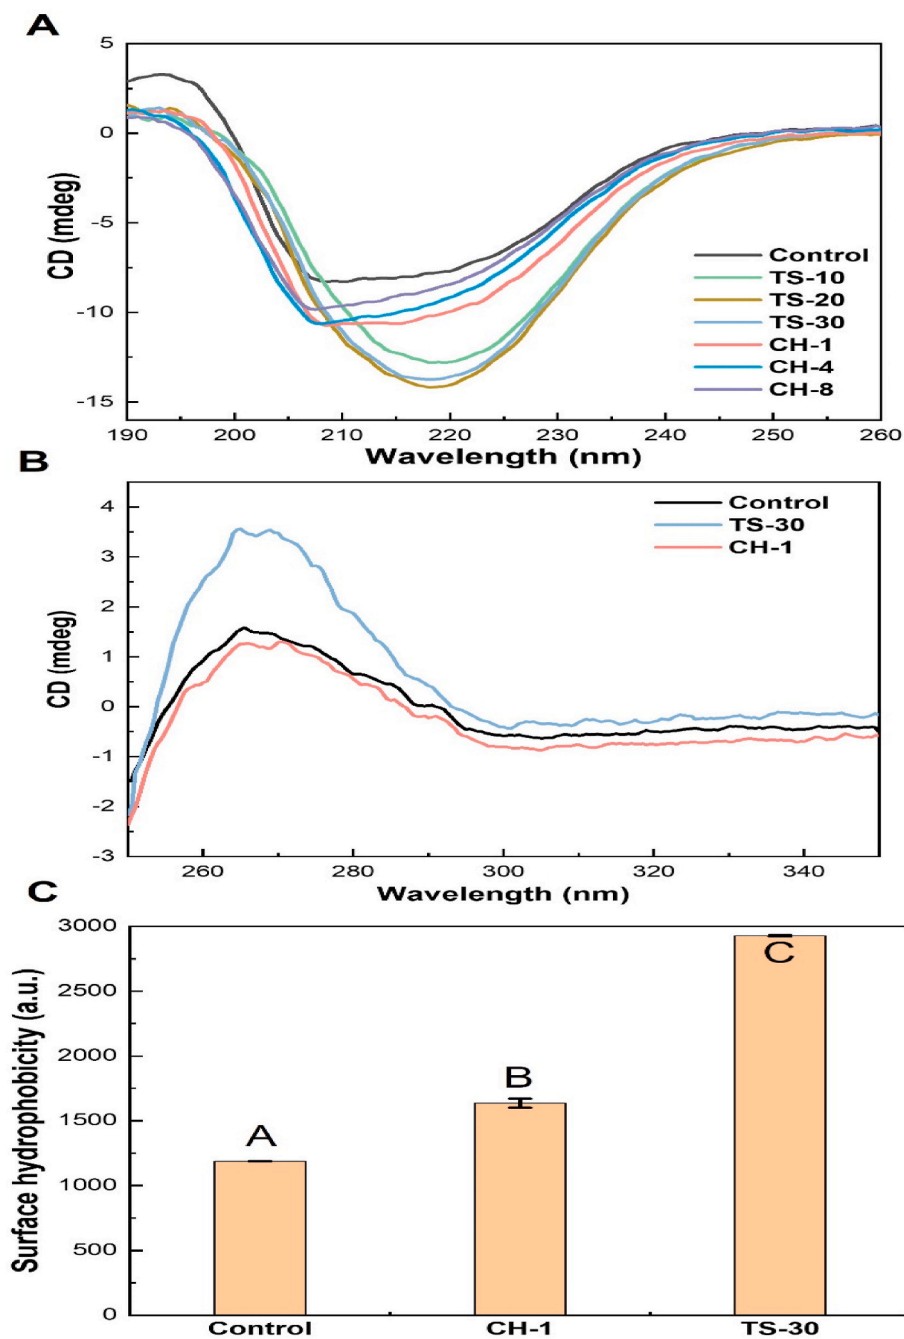 A
CD (mdeg)
5
0
-5
-10
-15
Control
TS-10
TS-20
TS-30
CH-1
CH-4
CH-8
190 200 210 220 230 240 250 260
Wavelength (nm)
B
CD (mdeg)
4
3
2
1
0
-1
-2
-3
Control
TS-30
CH-1
260 280 300 320 340
Wavelength (nm)
C
Surface hydrophobicity (a.u.)
3000
2500
2000
1500
1000
500
0
A
B
C
Control CH-1 TS-30